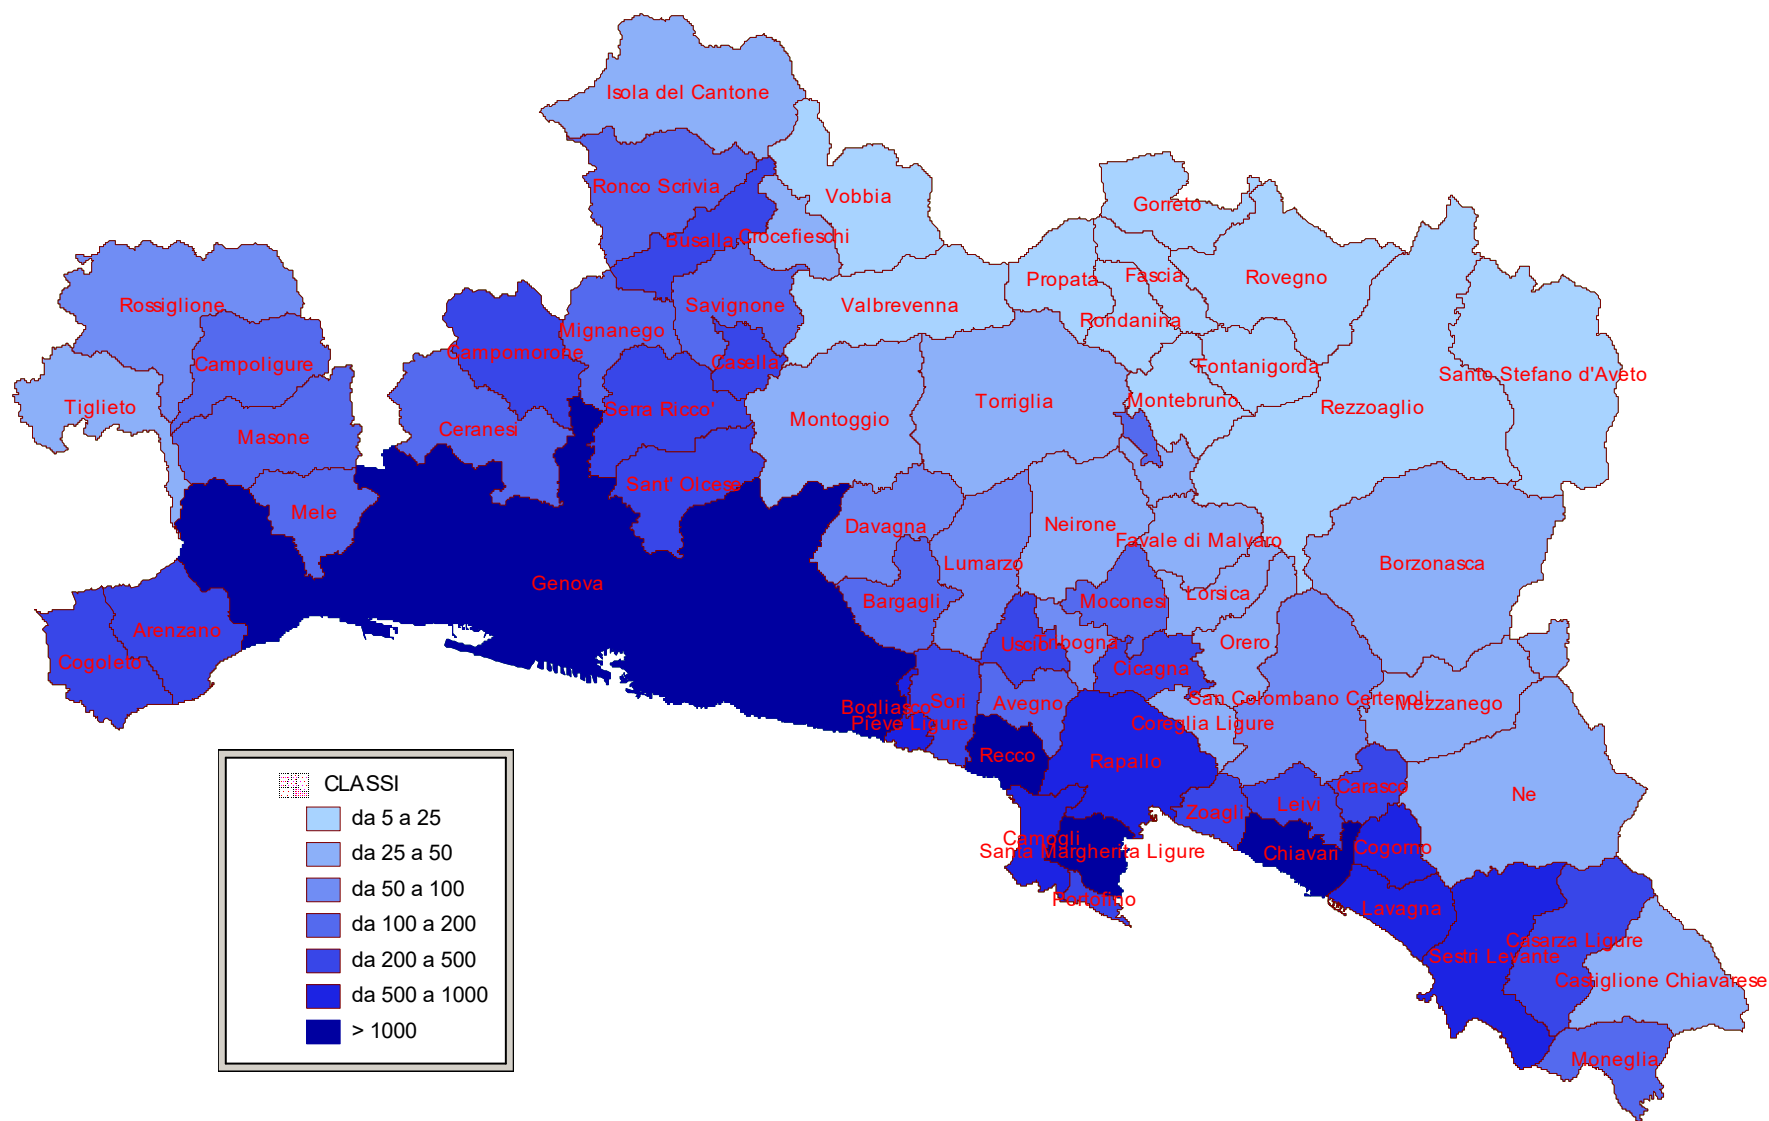 Isola del Cantone
Ronco Scrivia
Vobbia
Gorreto
Busalla
Crocefieschi
Fascia
Rovegno
Propata
Rossiglione
Savignone
Valbrevenna
Rondanina
Mignanego
Campomorone
Casella
Campoligure
Fontanigorda
Santo Stefano d'Aveto
Tiglieto
Serra Ricco'
Montoggio
Torriglia
Montebruno
Rezzoaglio
Masone
Ceranesi
Sant' Olcese
Mele
Davagna
Neirone
Favale di Malvaro
Lumarzo
Borzonasca
Genova
Bargagli
Moconesi
Lorsica
Arenzano
Uscio
Orero
Cogoleto
Cicagna
Sori
Avegno
San Colombano Certenoli
Mezzanego
Bogliasco
Pieve Ligure
Coreglia Ligure
Recco
Rapallo
Carasco
Ne
Zoagli
Leivi
Camogli
Santa Margherita Ligure
Chiavari
Cogorno
Portofino
Lavagna
Casarza Ligure
Sestri Levante
Castiglione Chiavarese
Moneglia
CLASSI
da 5 a 25
da 25 a 50
da 50 a 100
da 100 a 200
da 200 a 500
da 500 a 1000
> 1000